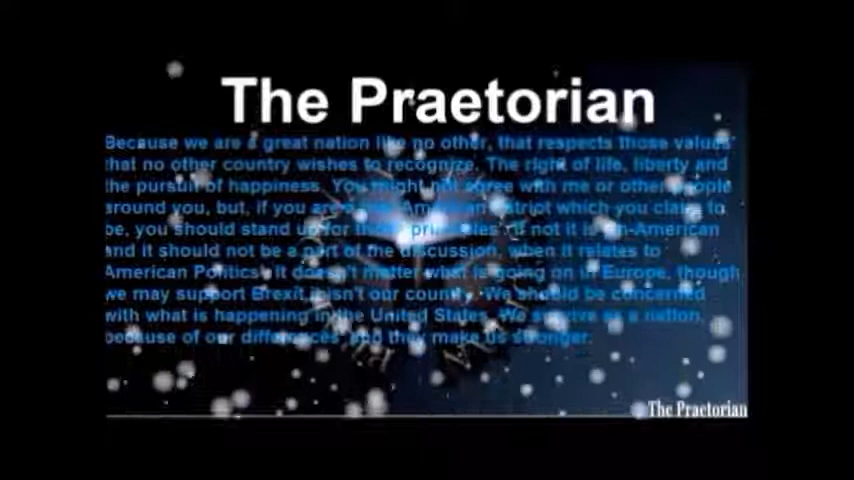 The Praetorian
Because we are a great nation like no other, that respects those values
that no other country wishes to recognize. The right of life, liberty and
the pursuit of happiness. You might not agree with me or other people
around you, but, if you are a American patriot which you claim to
be, you should stand up for those principles. If not it is Un-American
and it should not be a part of the discussion, when it relates to
American Politics. It doesn't matter what is going on in Europe, though
we may support Brexit, isn't our country. We should be concerned
with what is happening in the United States. We survive as a nation,
because of our differences, and they make us stronger.
The Praetorian